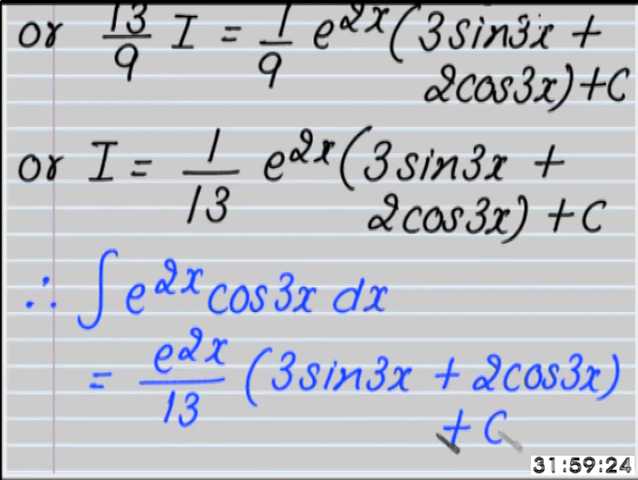 or 13/9 I = 1/9 e^2x (3sin3x +
2cos3x) + C
or I = 1/13 e^2x (3sin3x +
2cos3x) + C
∴ ∫ e^2x cos3x dx
= e^2x/13 (3sin3x + 2cos3x)
+ C
31:59:24